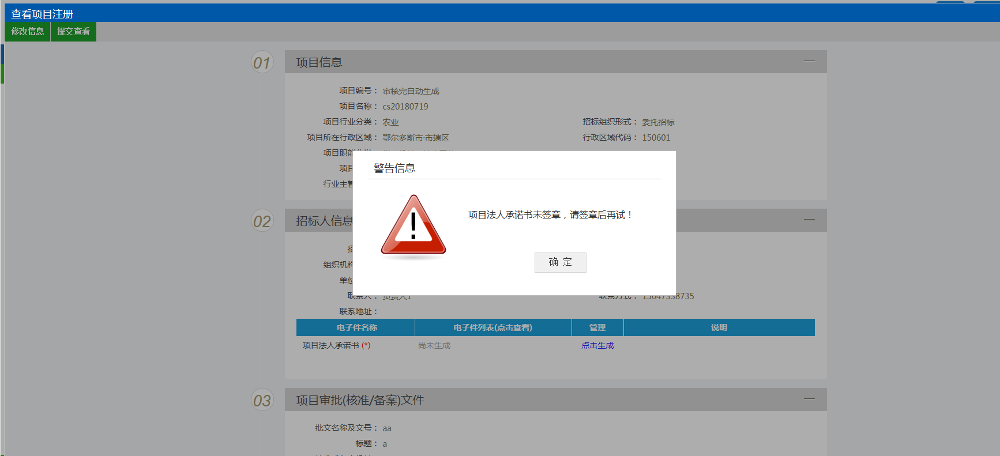 查看项目注册
修改信息 提交查看
01 项目信息
项目编号： 审核完自动生成
项目名称： cs20180719
项目行业分类： 农业 招标组织形式： 委托招标
项目所在行政区域： 鄂尔多斯市·市辖区 行政区域代码： 150601
项目职能
项目
行业主管
警告信息
项目法人承诺书未签章，请签章后再试！
确 定
02 招标人信息
招
组织机构
单位
联系人： 负责人1 联系方式： 15047338735
联系地址：
电子件名称 电子件列表(点击查看) 管理 说明
项目法人承诺书 (*) 尚未生成 点击生成
03 项目审批(核准/备案)文件
批文名称及文号： aa
标题： a